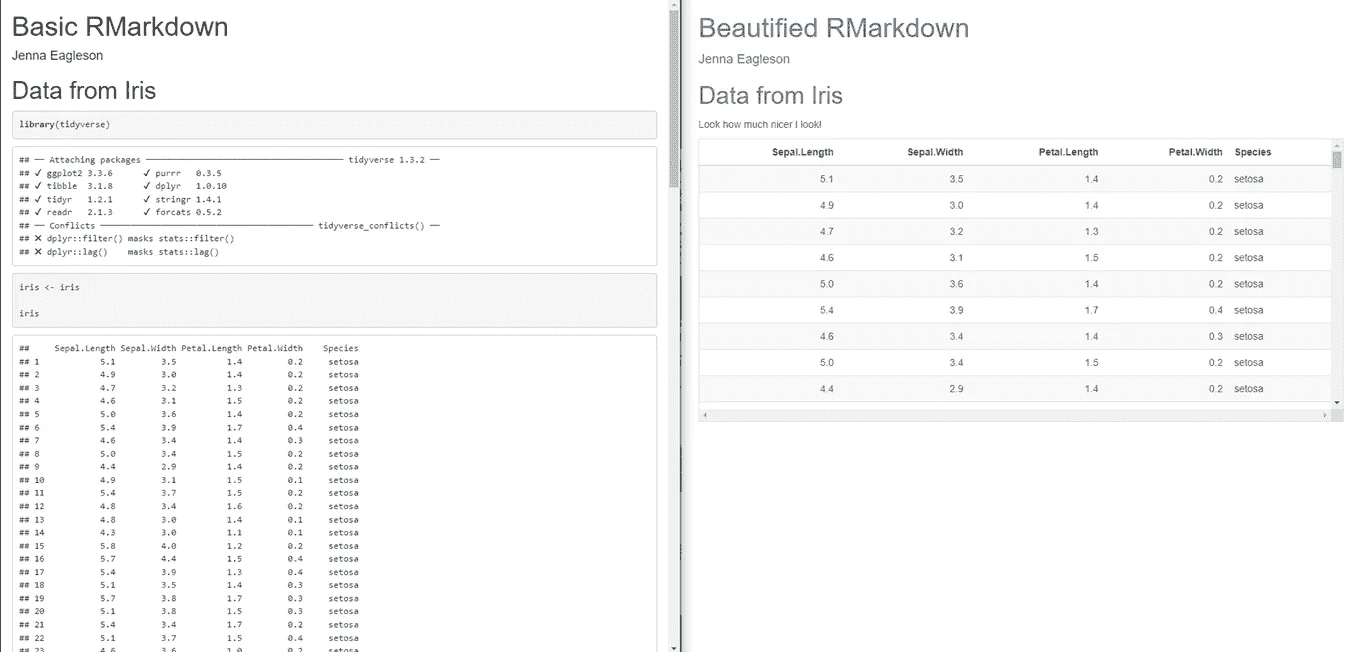 Basic RMarkdown
Jenna Eagleson
Data from Iris
library(tidyverse)
## ── Attaching packages ─────────────────────────────────────── tidyverse 1.3.2 ──
## ✓ ggplot2 3.3.6     ✓ purrr   0.3.5
## ✓ tibble  3.1.8     ✓ dplyr   1.0.10
## ✓ tidyr   1.2.1     ✓ stringr 1.4.1
## ✓ readr   2.1.3     ✓ forcats 0.5.2
## ── Conflicts ────────────────────────────────────────── tidyverse_conflicts() ──
## ✕ dplyr::filter() masks stats::filter()
## ✕ dplyr::lag()    masks stats::lag()
iris <- iris
iris
##    Sepal.Length Sepal.Width Petal.Length Petal.Width    Species
## 1           5.1         3.5          1.4         0.2     setosa
## 2           4.9         3.0          1.4         0.2     setosa
## 3           4.7         3.2          1.3         0.2     setosa
## 4           4.6         3.1          1.5         0.2     setosa
## 5           5.0         3.6          1.4         0.2     setosa
## 6           5.4         3.9          1.7         0.4     setosa
## 7           4.6         3.4          1.4         0.3     setosa
## 8           5.0         3.4          1.5         0.2     setosa
## 9           4.4         2.9          1.4         0.2     setosa
## 10          4.9         3.1          1.5         0.1     setosa
## 11          5.4         3.7          1.5         0.2     setosa
## 12          4.8         3.4          1.6         0.2     setosa
## 13          4.8         3.0          1.4         0.1     setosa
## 14          4.3         3.0          1.1         0.1     setosa
## 15          5.8         4.0          1.2         0.2     setosa
## 16          5.7         4.4          1.5         0.4     setosa
## 17          5.4         3.9          1.3         0.4     setosa
## 18          5.1         3.5          1.4         0.3     setosa
## 19          5.7         3.8          1.7         0.3     setosa
## 20          5.1         3.8          1.5         0.3     setosa
## 21          5.4         3.4          1.7         0.2     setosa
## 22          5.1         3.7          1.5         0.4     setosa
## 23          4.6         3.6          1.0         0.2     setosa
Beautified RMarkdown
Jenna Eagleson
Data from Iris
Look how much nicer I look!
Sepal.Length Sepal.Width Petal.Length Petal.Width Species
5.1 3.5 1.4 0.2 setosa
4.9 3.0 1.4 0.2 setosa
4.7 3.2 1.3 0.2 setosa
4.6 3.1 1.5 0.2 setosa
5.0 3.6 1.4 0.2 setosa
5.4 3.9 1.7 0.4 setosa
4.6 3.4 1.4 0.3 setosa
5.0 3.4 1.5 0.2 setosa
4.4 2.9 1.4 0.2 setosa